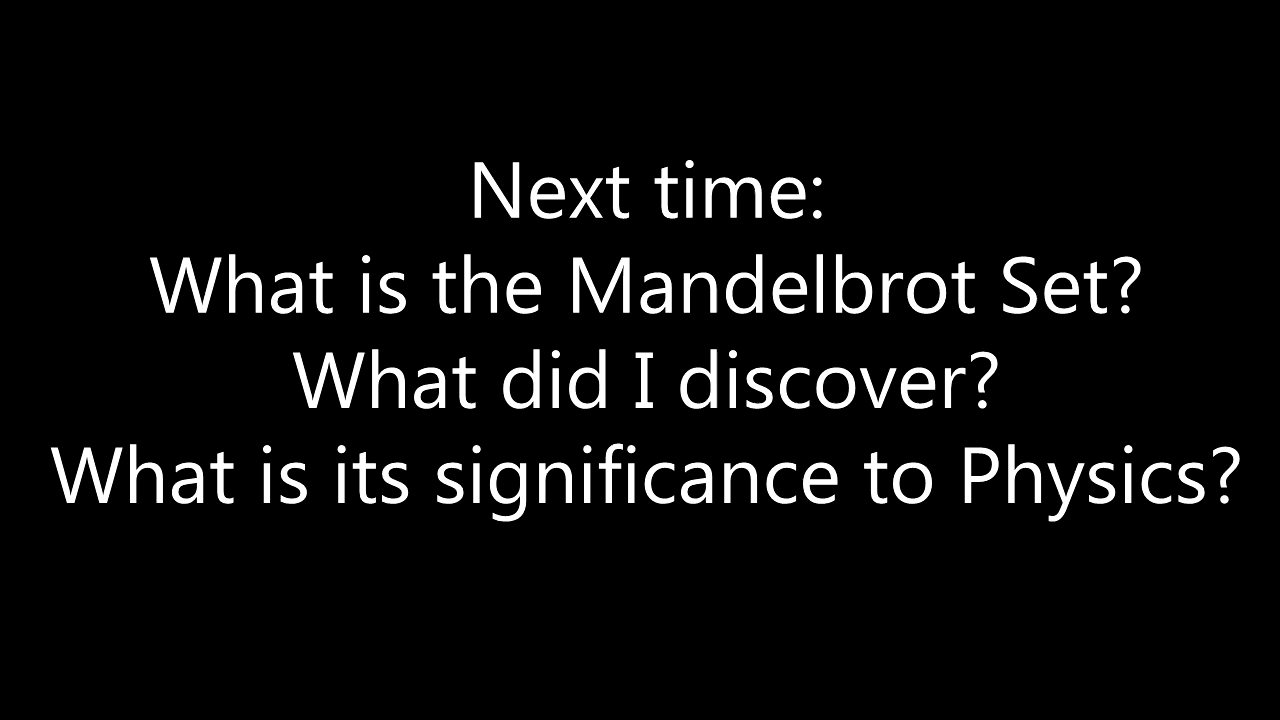 Next time:
What is the Mandelbrot Set?
What did I discover?
What is its significance to Physics?